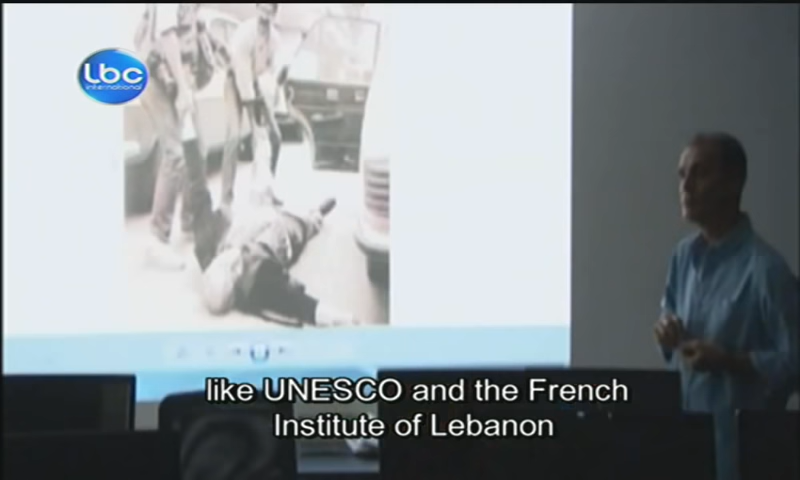 lbc
international
like UNESCO and the French
Institute of Lebanon